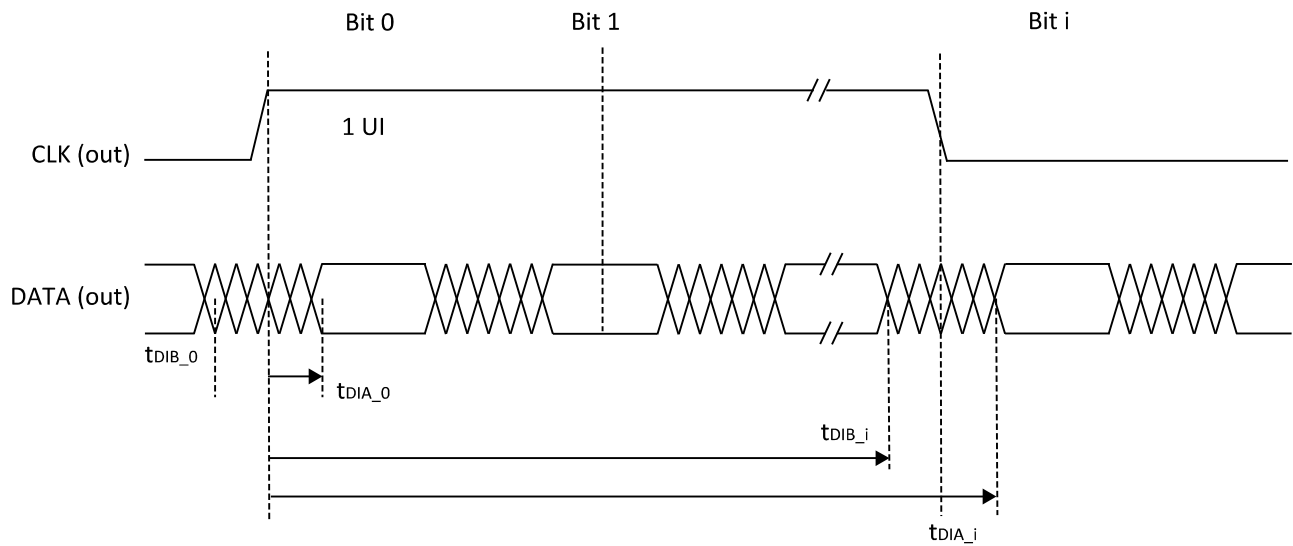 Bit 0 Bit 1 Bit i
1 UI
CLK (out)
DATA (out)
tDIB_0
tDIA_0
tDIB_i
tDIA_i